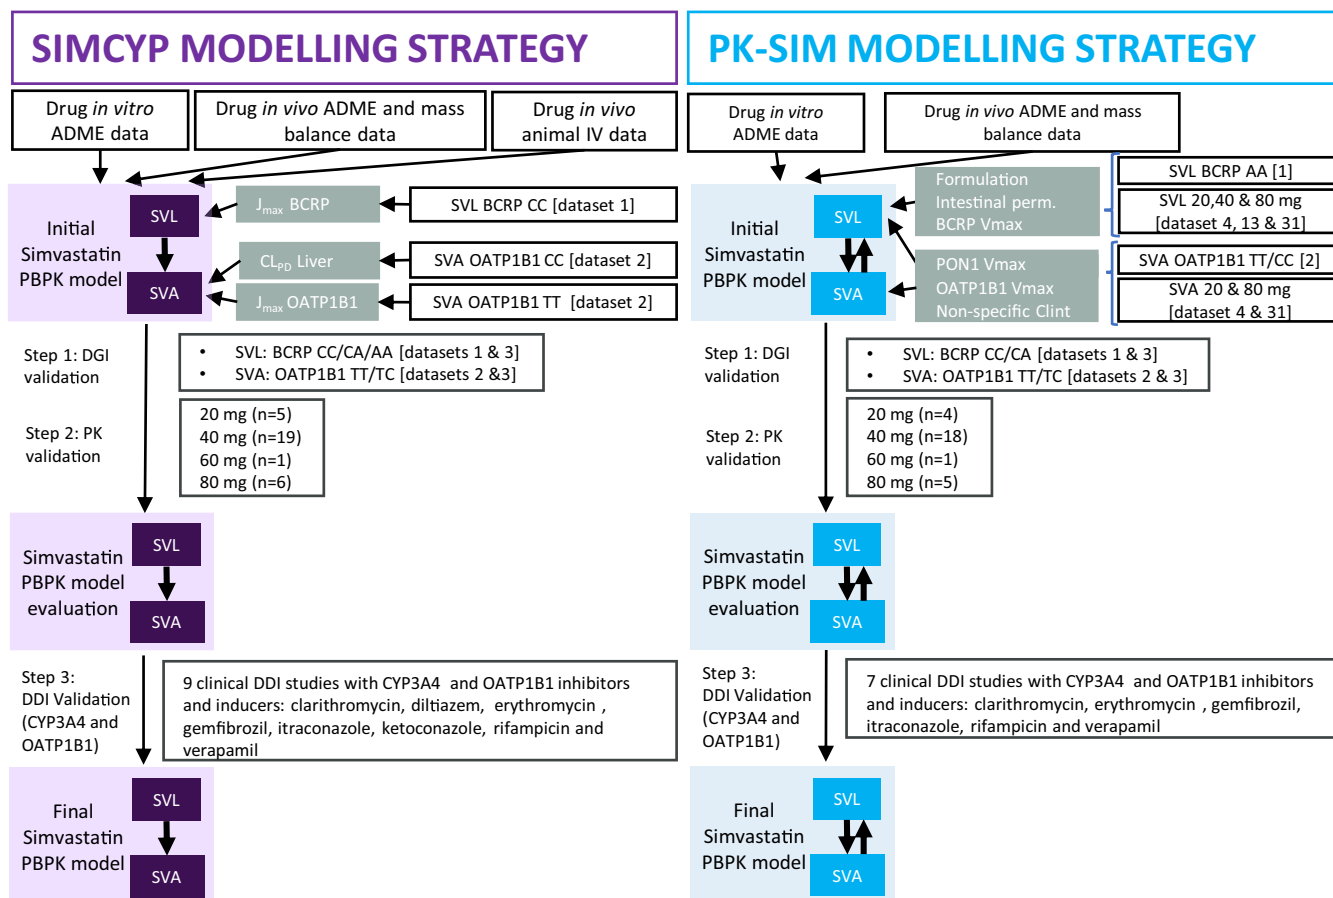 SIMCYP MODELLING STRATEGY
Drug in vitro
ADME data
Drug in vivo ADME and mass
balance data
Drug in vivo
animal IV data
Initial
Simvastatin
PBPK model
SVL
SVA
Jmax BCRP
CLPD Liver
Jmax OATP1B1
SVL BCRP CC [dataset 1]
SVA OATP1B1 CC [dataset 2]
SVA OATP1B1 TT [dataset 2]
Step 1: DGI
validation
• SVL: BCRP CC/CA/AA [datasets 1 & 3]
• SVA: OATP1B1 TT/TC [datasets 2 &3]
Step 2: PK
validation
20 mg (n=5)
40 mg (n=19)
60 mg (n=1)
80 mg (n=6)
Simvastatin
PBPK model
evaluation
SVL
SVA
Step 3:
DDI Validation
(CYP3A4 and
OATP1B1)
9 clinical DDI studies with CYP3A4 and OATP1B1 inhibitors
and inducers: clarithromycin, diltiazem, erythromycin ,
gemfibrozil, itraconazole, ketoconazole, rifampicin and
verapamil
Final
Simvastatin
PBPK model
SVL
SVA
PK-SIM MODELLING STRATEGY
Drug in vitro
ADME data
Drug in vivo ADME and mass
balance data
Initial
Simvastatin
PBPK model
SVL
SVA
Formulation
Intestinal perm.
BCRP Vmax
PON1 Vmax
OATP1B1 Vmax
Non-specific Clint
SVL BCRP AA [1]
SVL 20,40 & 80 mg
[dataset 4, 13 & 31]
SVA OATP1B1 TT/CC [2]
SVA 20 & 80 mg
[dataset 4 & 31]
Step 1: DGI
validation
• SVL: BCRP CC/CA [datasets 1 & 3]
• SVA: OATP1B1 TT/TC [datasets 2 & 3]
Step 2: PK
validation
20 mg (n=4)
40 mg (n=18)
60 mg (n=1)
80 mg (n=5)
Simvastatin
PBPK model
evaluation
SVL
SVA
Step 3:
DDI Validation
(CYP3A4 and
OATP1B1)
7 clinical DDI studies with CYP3A4 and OATP1B1 inhibitors
and inducers: clarithromycin, erythromycin , gemfibrozil,
itraconazole, rifampicin and verapamil
Final
Simvastatin
PBPK model
SVL
SVA